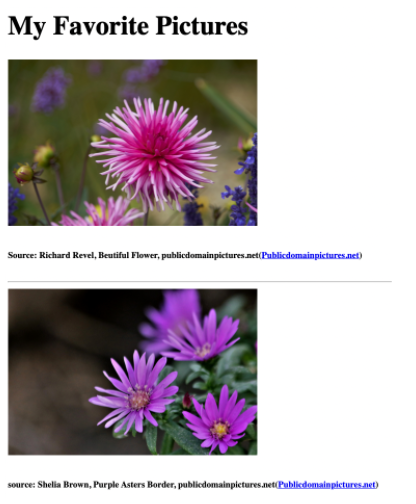 My Favorite Pictures
Source: Richard Revel, Beutiful Flower, publicdomainpictures.net(Publicdomainpictures.net)
source: Shelia Brown, Purple Asters Border, publicdomainpictures.net(Publicdomainpictures.net)